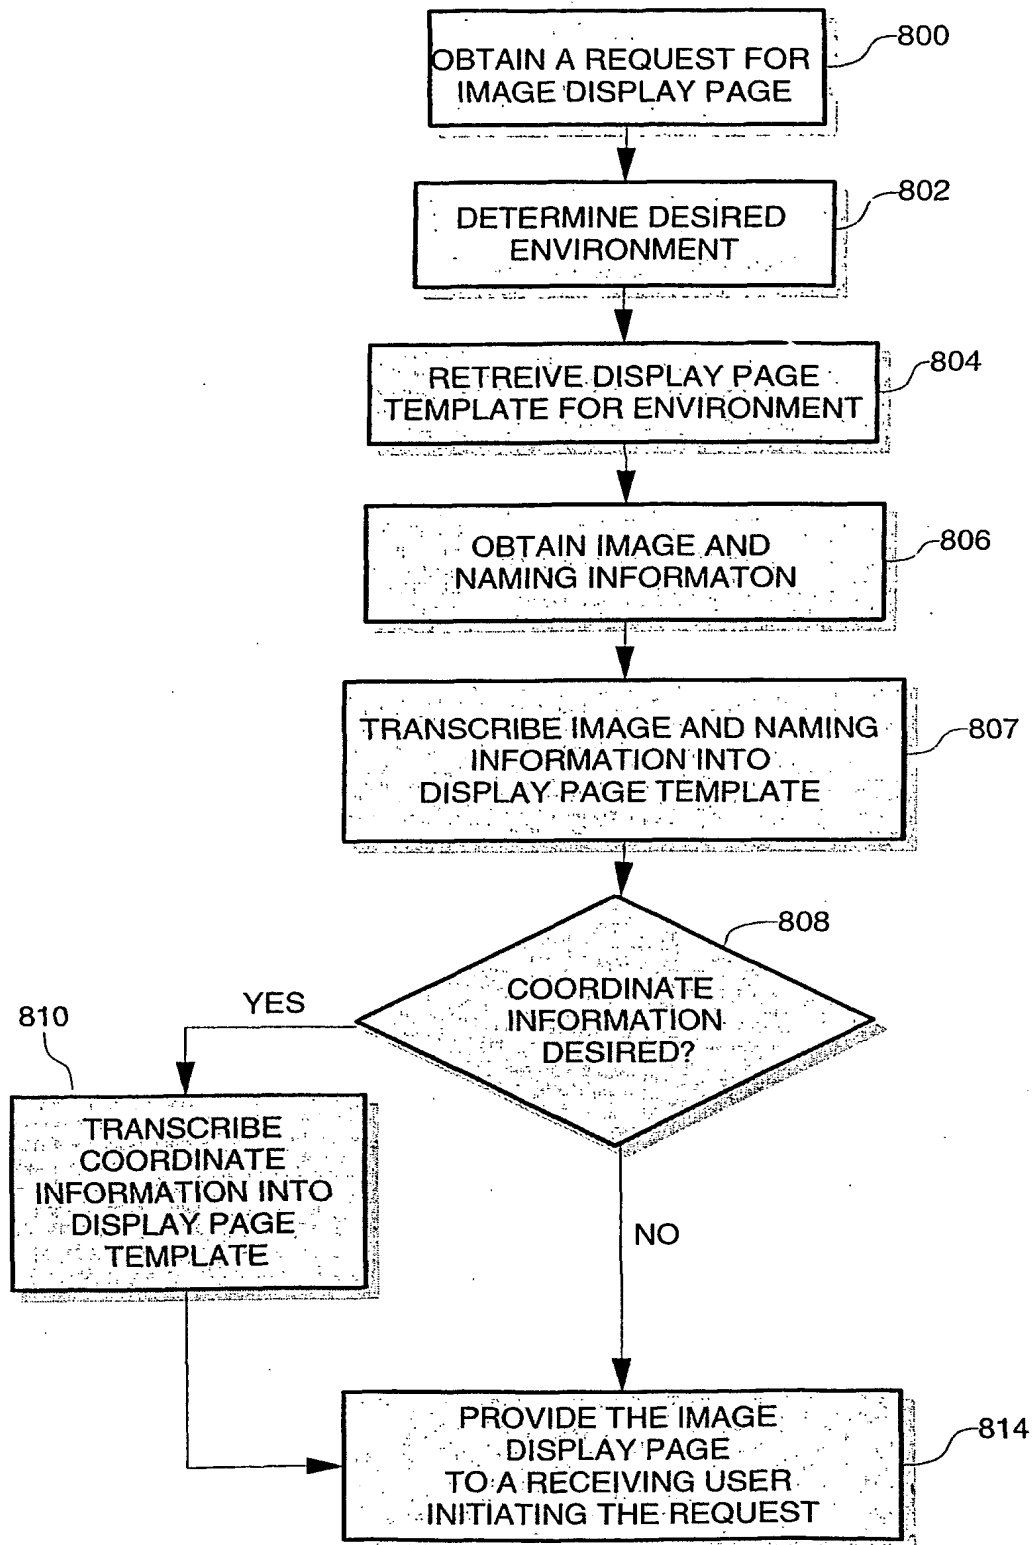 OBTAIN A REQUEST FOR
IMAGE DISPLAY PAGE
800
DETERMINE DESIRED
ENVIRONMENT
802
RETREIVE DISPLAY PAGE
TEMPLATE FOR ENVIRONMENT
804
OBTAIN IMAGE AND
NAMING INFORMATON
806
TRANSCRIBE IMAGE AND NAMING
INFORMATION INTO
DISPLAY PAGE TEMPLATE
807
808
COORDINATE
INFORMATION
DESIRED?
YES
810
TRANSCRIBE
COORDINATE
INFORMATION INTO
DISPLAY PAGE
TEMPLATE
NO
PROVIDE THE IMAGE
DISPLAY PAGE
TO A RECEIVING USER
INITIATING THE REQUEST
814